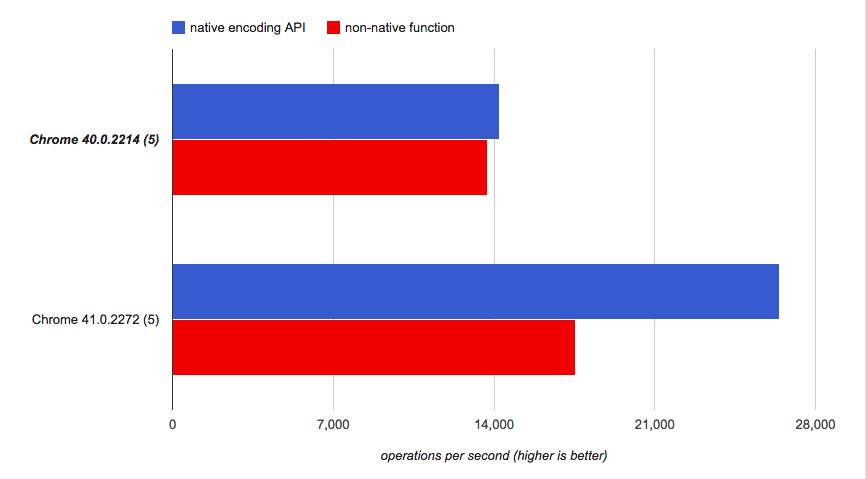 native encoding API non-native function
Chrome 40.0.2214 (5)
Chrome 41.0.2272 (5)
0 7,000 14,000 21,000 28,000
operations per second (higher is better)